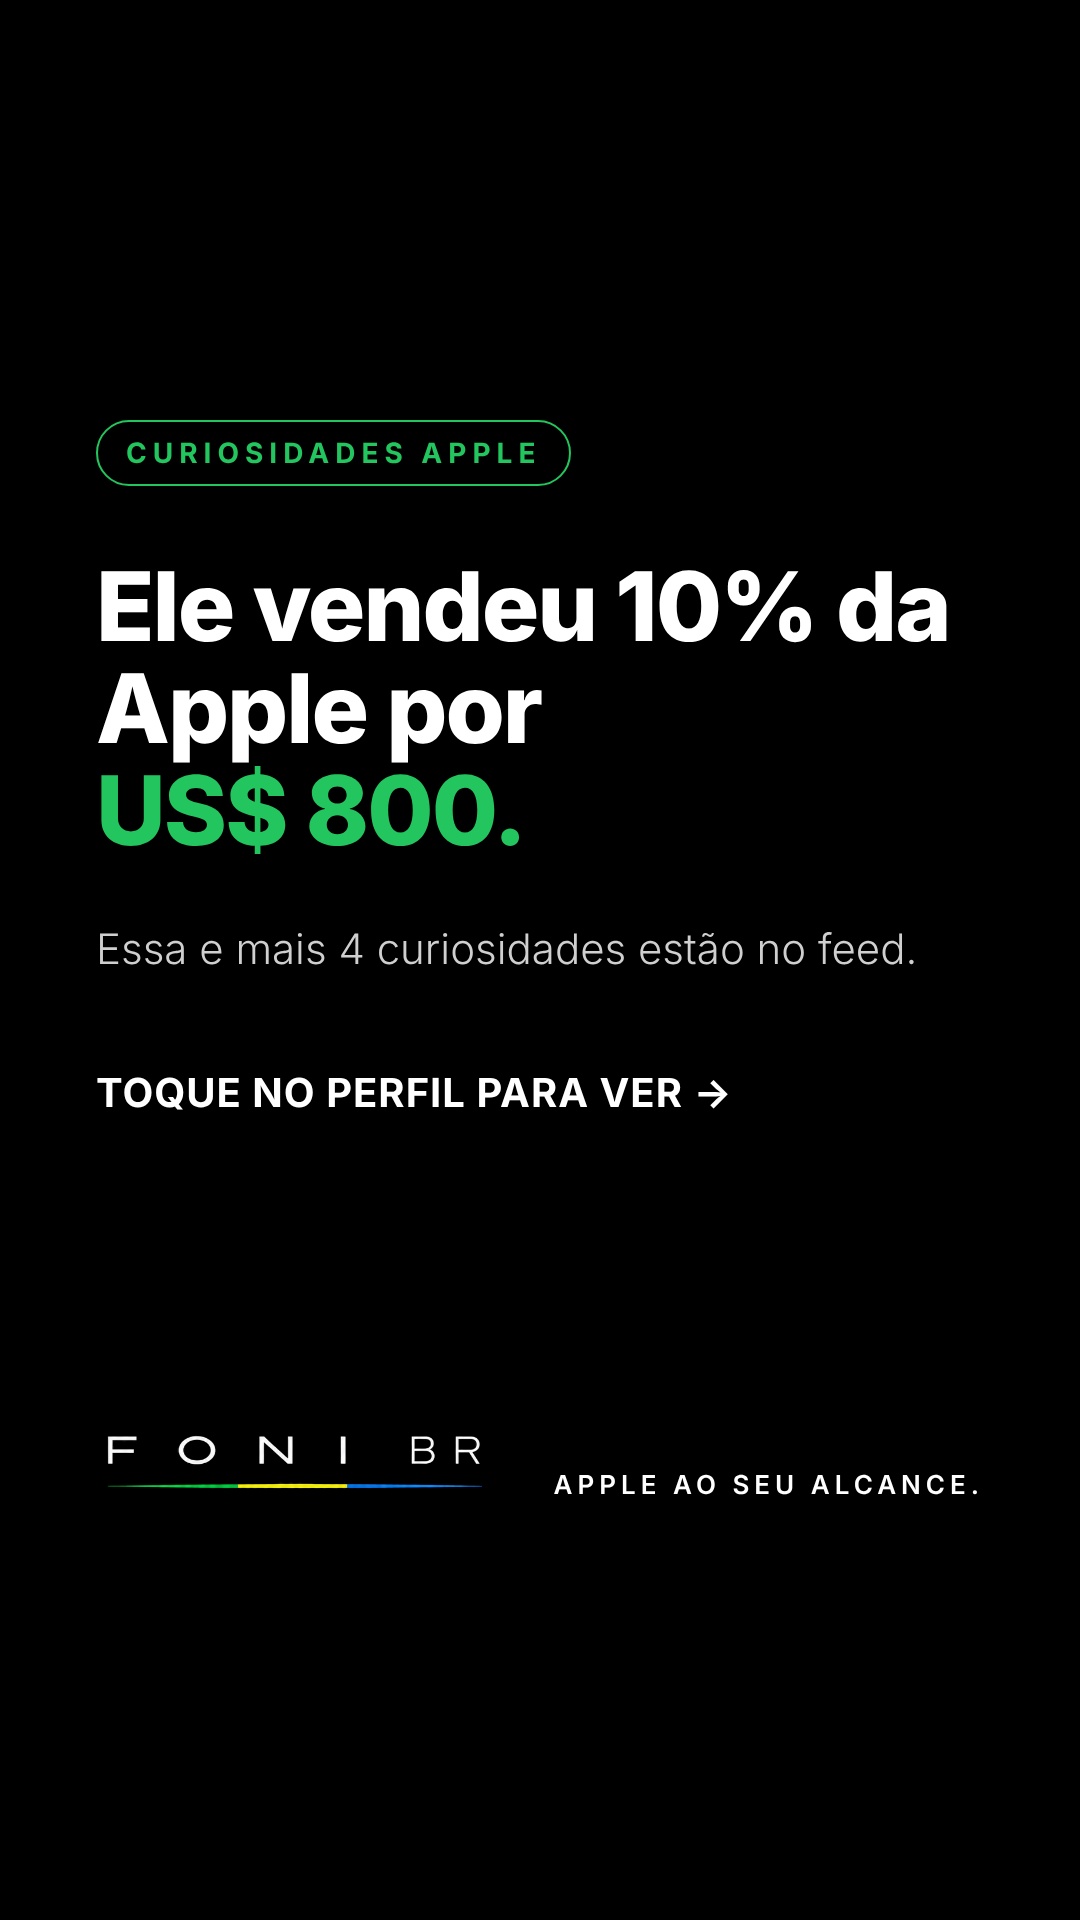 CURIOSIDADES APPLE
Ele vendeu 10% da
Apple por
US$ 800.
Essa e mais 4 curiosidades estão no feed.
TOQUE NO PERFIL PARA VER →
FONI BR
APPLE AO SEU ALCANCE.